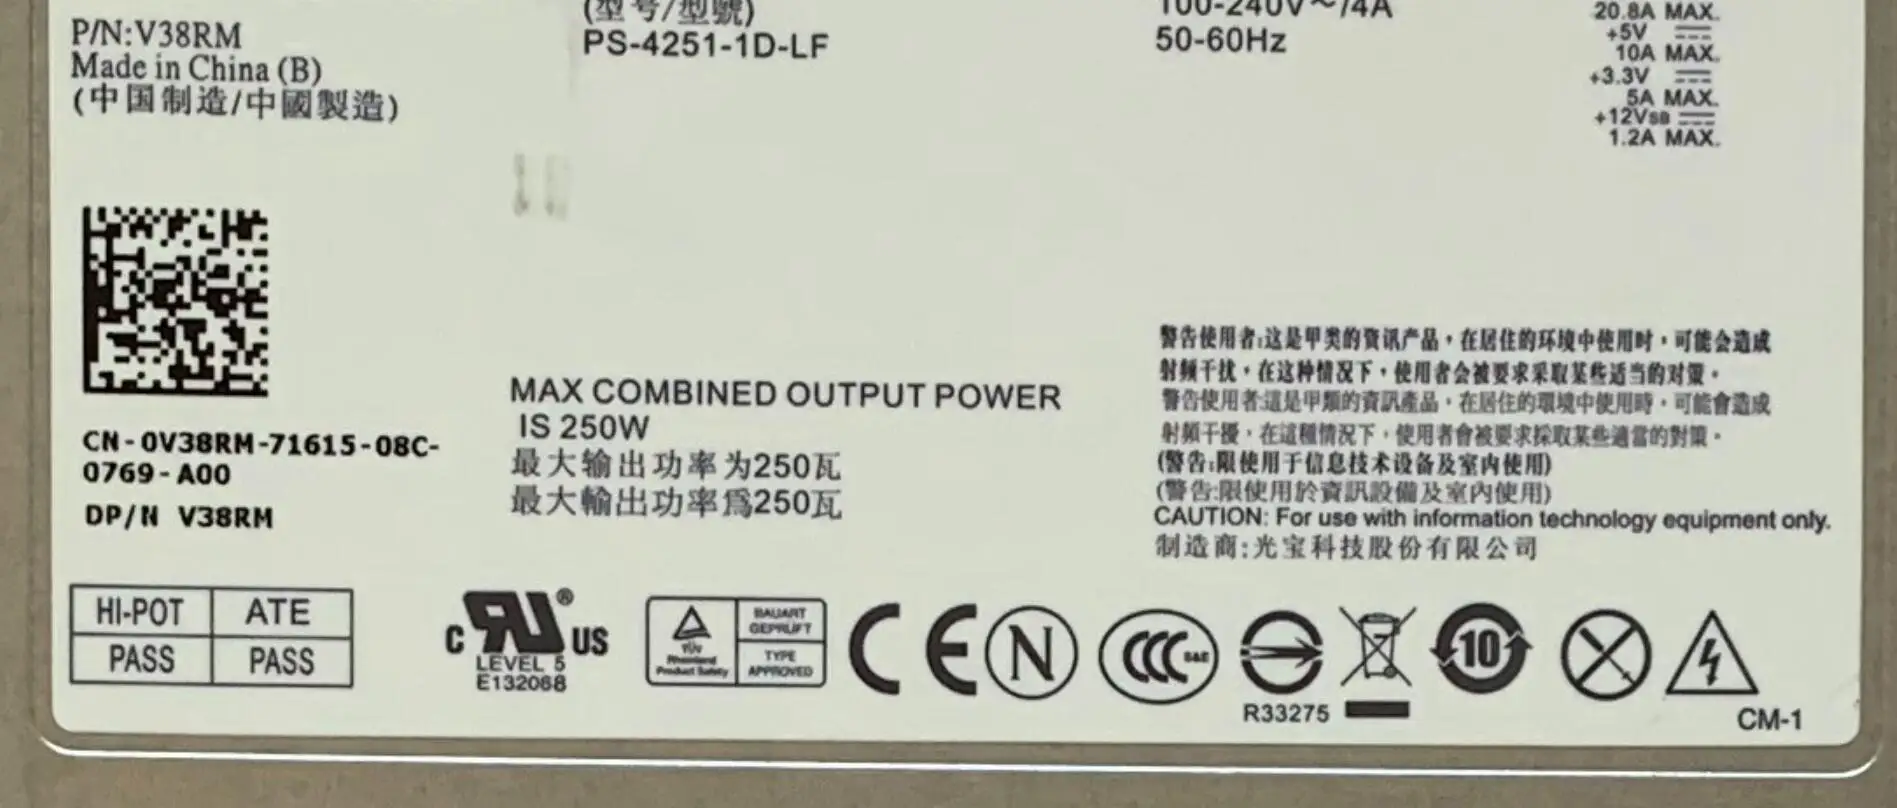 (型号/型號)
PS-4251-1D-LF
100-240V～/4A
50-60Hz
20.8A MAX.
+5V
10A MAX.
+3.3V
5A MAX.
+12VSB
1.2A MAX.
P/N:V38RM
Made in China (B)
(中国制造/中國製造)
CN-0V38RM-71615-08C-
0769-A00
DP/N V38RM
MAX COMBINED OUTPUT POWER
IS 250W
最大输出功率为250瓦
最大輸出功率爲250瓦
警告使用者:这是甲类的资讯产品，在居住的环境中使用时，可能会造成
射频干扰，在这种情况下，使用者会被要求采取某些适当的对策。
警告使用者:這是甲類的資訊產品，在居住的環境中使用時，可能會造成
射頻干擾，在這種情況下，使用者會被要求採取某些適當的對策。
(警告:限使用于信息技术设备及室内使用)
(警告:限使用於資訊設備及室內使用)
CAUTION: For use with information technology equipment only.
制造商:光宝科技股份有限公司
HI-POT ATE
PASS PASS
C RU ® US
LEVEL 5
E132068
TÜV
Rheinland
Product Safety
BAUART
GEPRÜFT
TYPE
APPROVED
CE
N
CCC S&E
R33275
10
CM-1